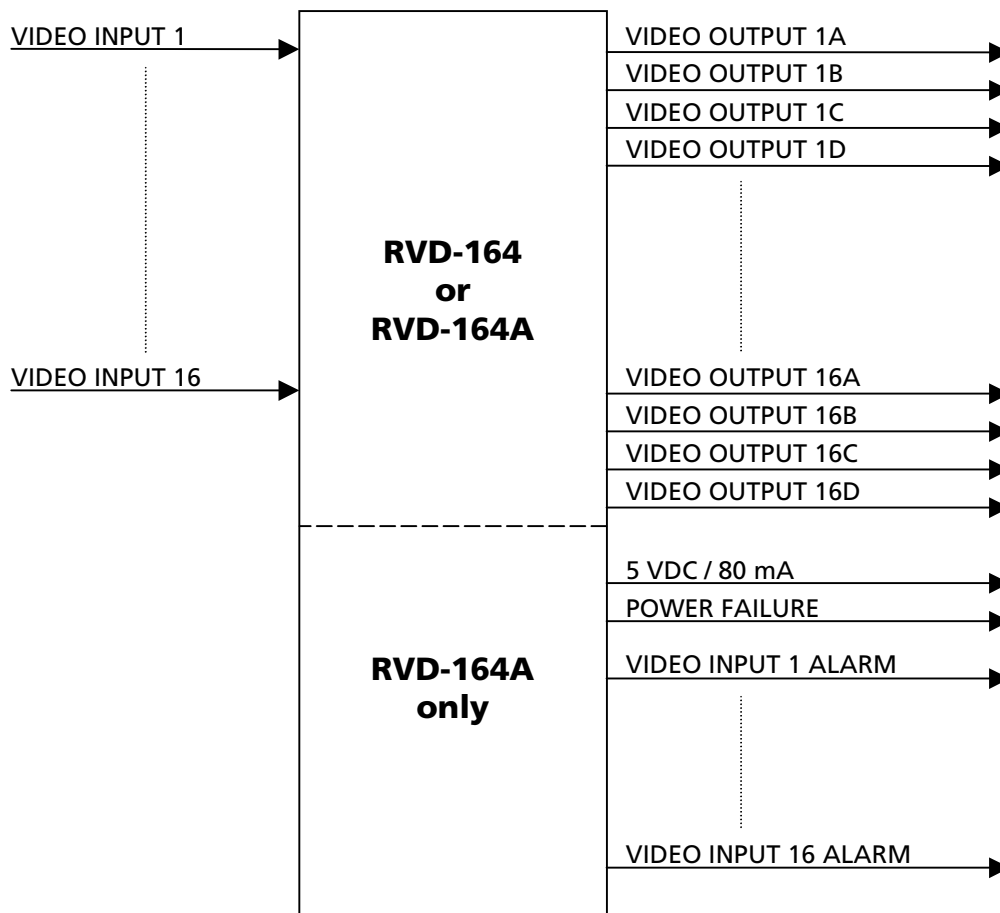 VIDEO INPUT 1
VIDEO INPUT 16
RVD-164
or
RVD-164A
VIDEO OUTPUT 1A
VIDEO OUTPUT 1B
VIDEO OUTPUT 1C
VIDEO OUTPUT 1D
VIDEO OUTPUT 16A
VIDEO OUTPUT 16B
VIDEO OUTPUT 16C
VIDEO OUTPUT 16D
RVD-164A
only
5 VDC / 80 mA
POWER FAILURE
VIDEO INPUT 1 ALARM
VIDEO INPUT 16 ALARM